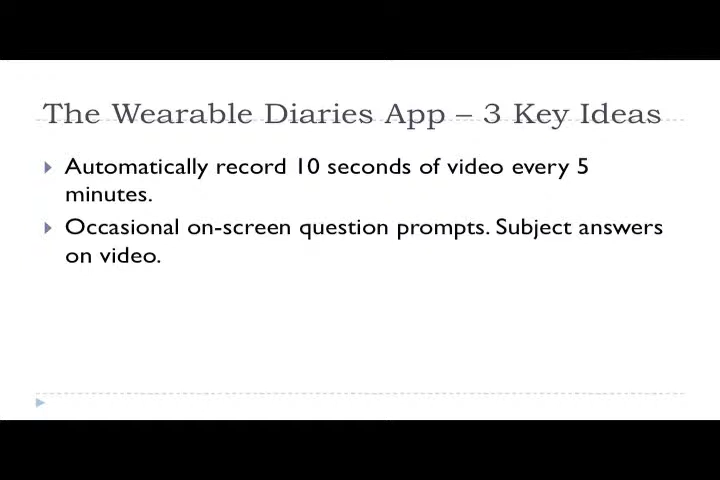 The Wearable Diaries App – 3 Key Ideas
Automatically record 10 seconds of video every 5
minutes.
Occasional on-screen question prompts. Subject answers
on video.